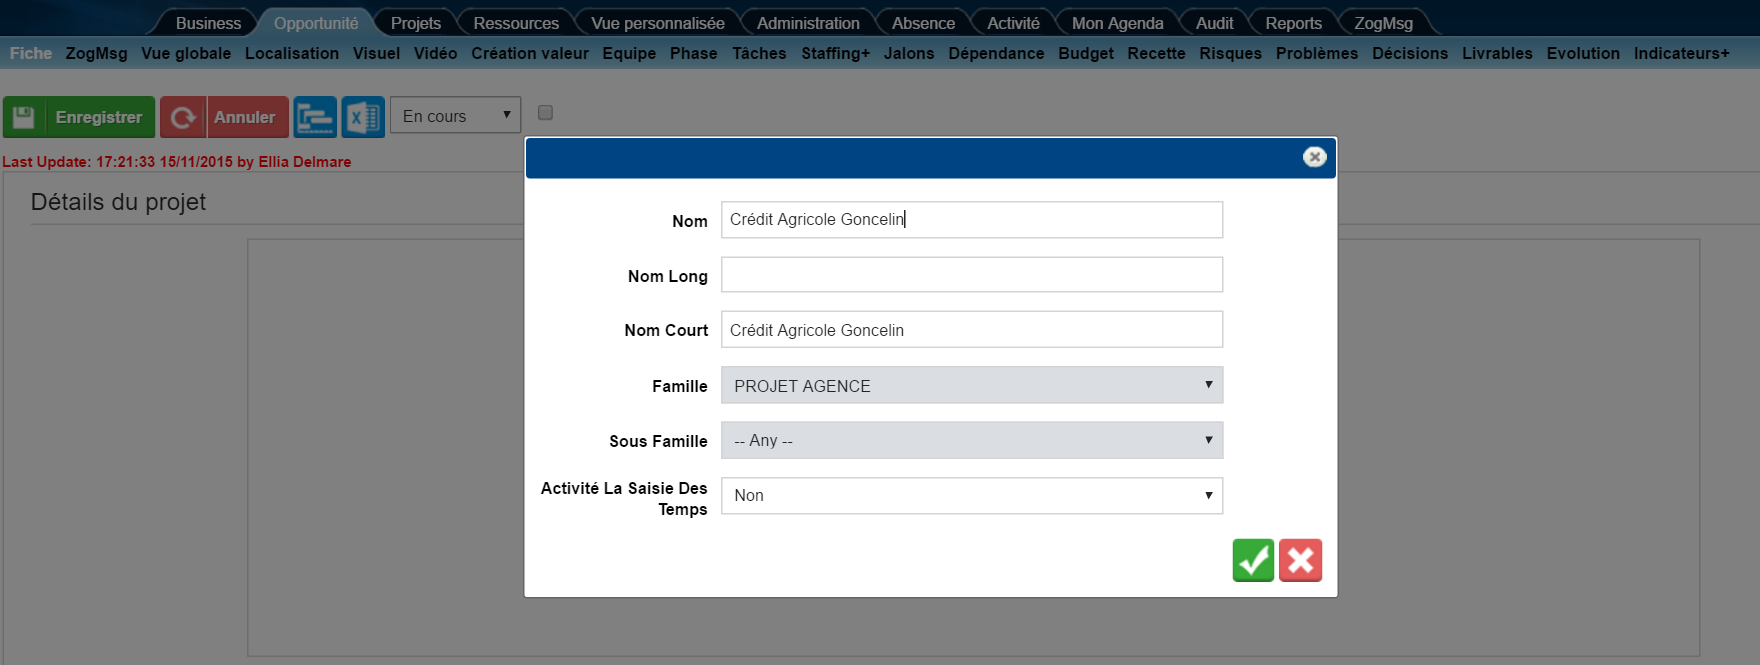 Business Opportunité Projets Ressources Vue personnalisée Administration Absence Activité Mon Agenda Audit Reports ZogMsg
Fiche ZogMsg Vue globale Localisation Visuel Vidéo Création valeur Equipe Phase Tâches Staffing+ Jalons Dépendance Budget Recette Risques Problèmes Décisions Livrables Evolution Indicateurs+
Enregistrer Annuler En cours
Last Update: 17:21:33 15/11/2015 by Ellia Delmare
Détails du projet
Nom Crédit Agricole Goncelin
Nom Long
Nom Court Crédit Agricole Goncelin
Famille PROJET AGENCE
Sous Famille -- Any --
Activité La Saisie Des
Temps Non